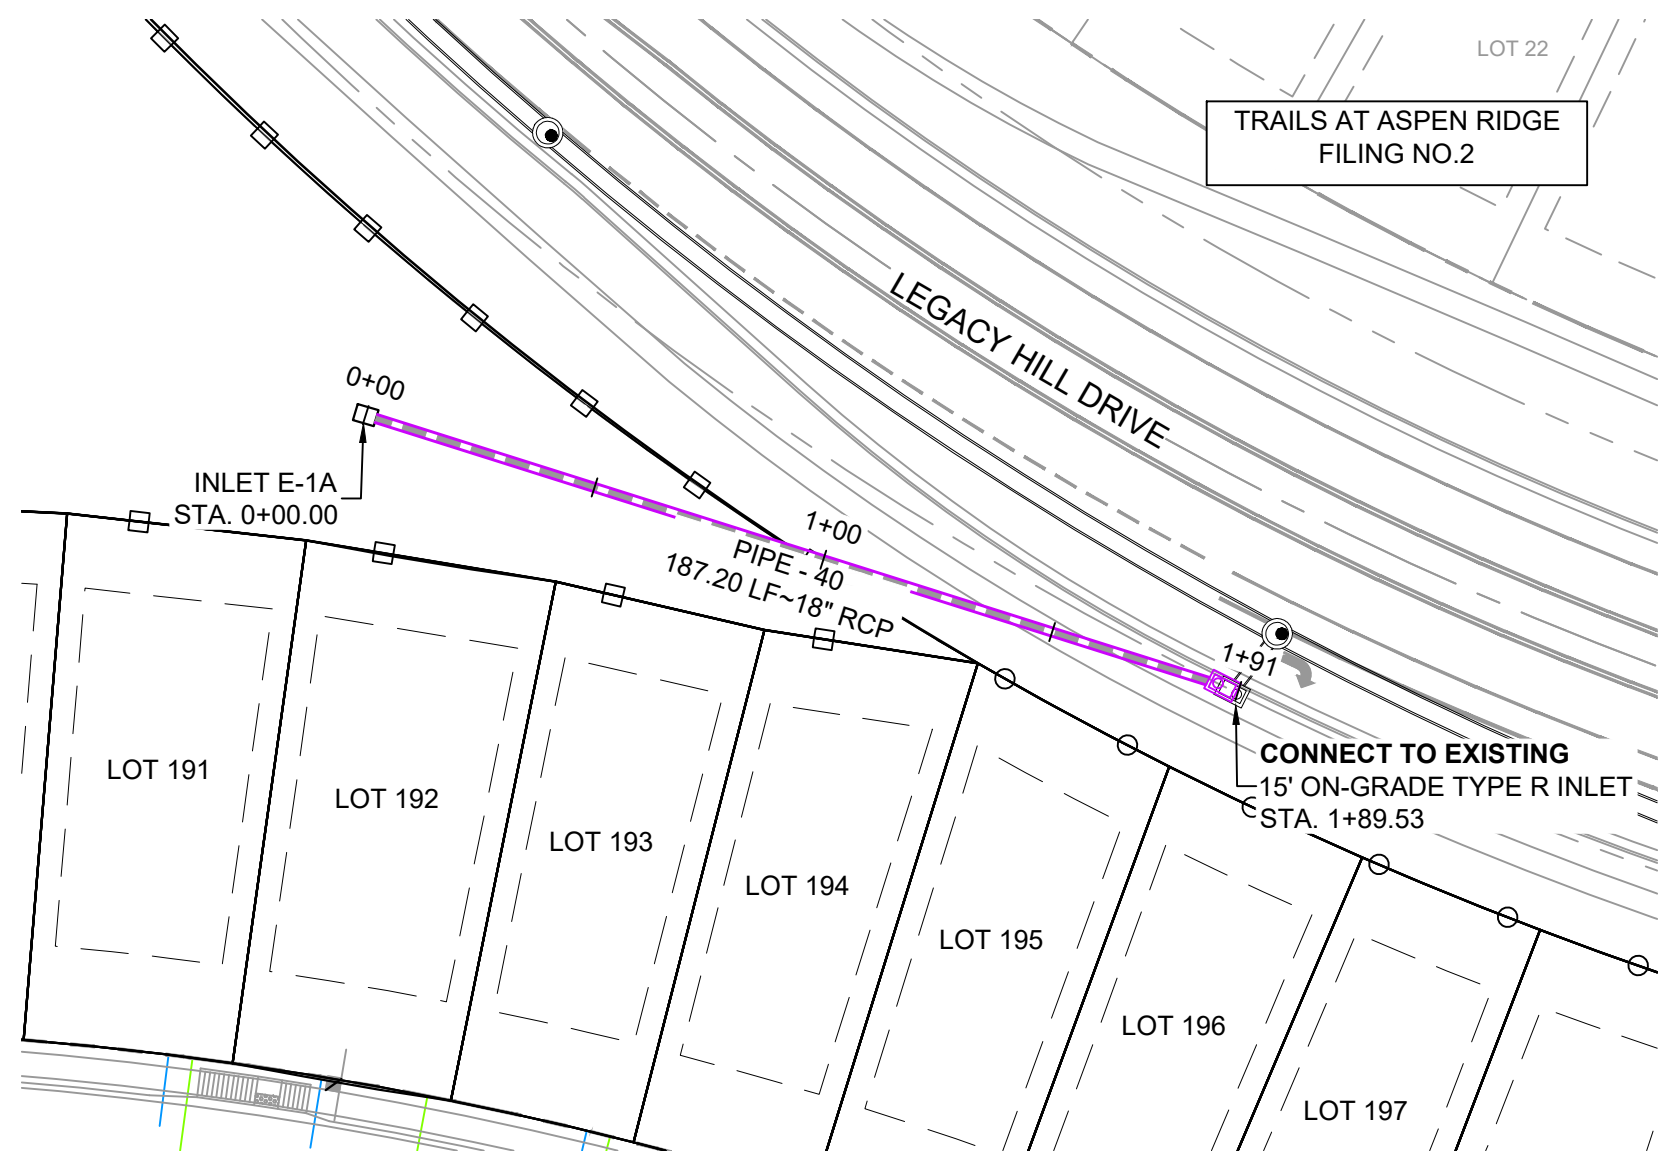 LOT 22
TRAILS AT ASPEN RIDGE
FILING NO.2
LEGACY HILL DRIVE
0+00
INLET E-1A
STA. 0+00.00
1+00
PIPE - 40
187.20 LF~18" RCP
1+91
CONNECT TO EXISTING
15' ON-GRADE TYPE R INLET
STA. 1+89.53
LOT 191
LOT 192
LOT 193
LOT 194
LOT 195
LOT 196
LOT 197